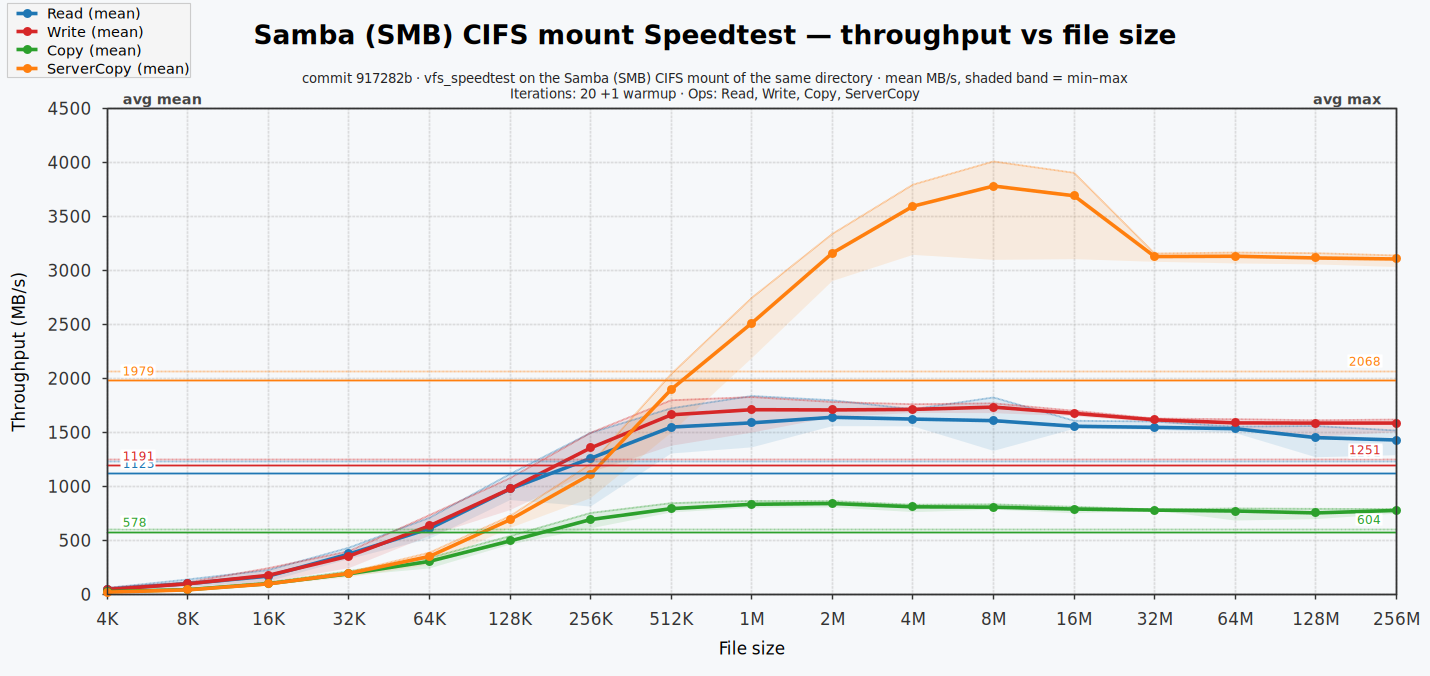 Read (mean)
Write (mean)
Copy (mean)
ServerCopy (mean)
Samba (SMB) CIFS mount Speedtest — throughput vs file size
commit 917282b · vfs_speedtest on the Samba (SMB) CIFS mount of the same directory · mean MB/s, shaded band = min–max
Iterations: 20 +1 warmup · Ops: Read, Write, Copy, ServerCopy
avg mean
avg max
4500
4000
3500
3000
2500
2000
1500
1000
500
0
Throughput (MB/s)
1979
2068
1191
1123
1251
578
604
4K
8K
16K
32K
64K
128K
256K
512K
1M
2M
4M
8M
16M
32M
64M
128M
256M
File size